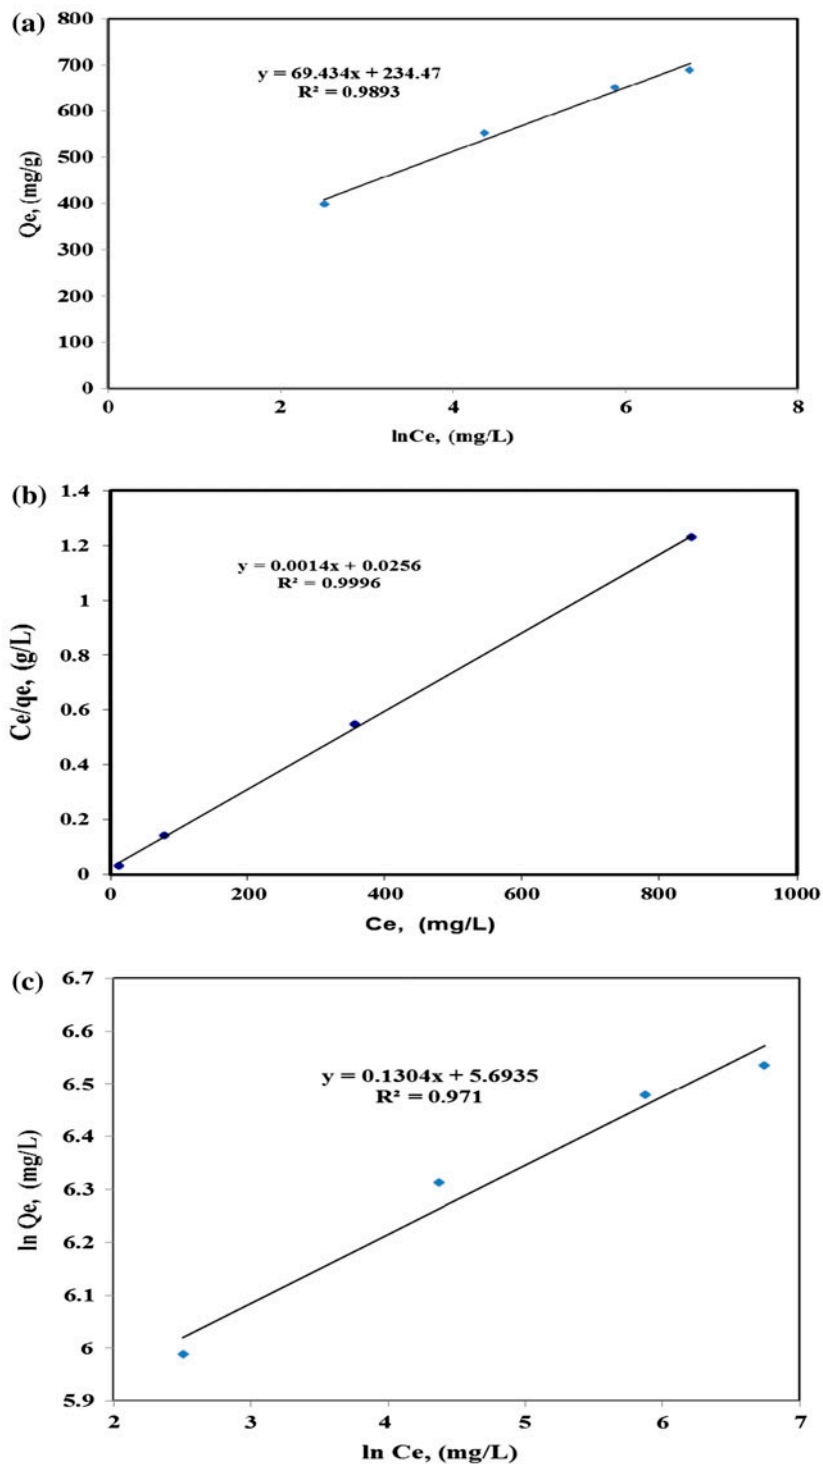 (a)
800
700
600
500
400
300
200
100
0
Qe, (mg/g)
y = 69.434x + 234.47
R² = 0.9893
0 2 4 6 8
lnCe, (mg/L)
(b)
1.4
1.2
1
0.8
0.6
0.4
0.2
0
Ce/qe, (g/L)
y = 0.0014x + 0.0256
R² = 0.9996
0 200 400 600 800 1000
Ce, (mg/L)
(c)
6.7
6.6
6.5
6.4
6.3
6.2
6.1
6
5.9
ln Qe, (mg/L)
y = 0.1304x + 5.6935
R² = 0.971
2 3 4 5 6 7
ln Ce, (mg/L)